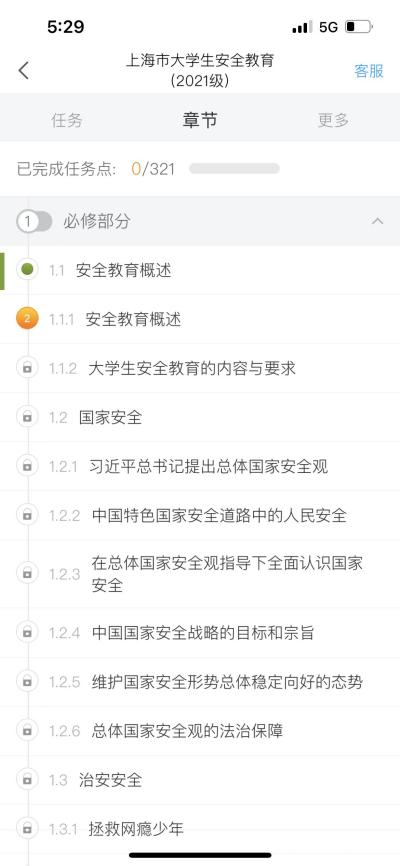 5:29
5G
上海市大学生安全教育
(2021级)
客服
任务
章节
更多
已完成任务点: 0/321
1 必修部分
1.1 安全教育概述
2 1.1.1 安全教育概述
1.1.2 大学生安全教育的内容与要求
1.2 国家安全
1.2.1 习近平总书记提出总体国家安全观
1.2.2 中国特色国家安全道路中的人民安全
1.2.3 在总体国家安全观指导下全面认识国家
安全
1.2.4 中国国家安全战略的目标和宗旨
1.2.5 维护国家安全形势总体稳定向好的态势
1.2.6 总体国家安全观的法治保障
1.3 治安安全
1.3.1 拯救网瘾少年